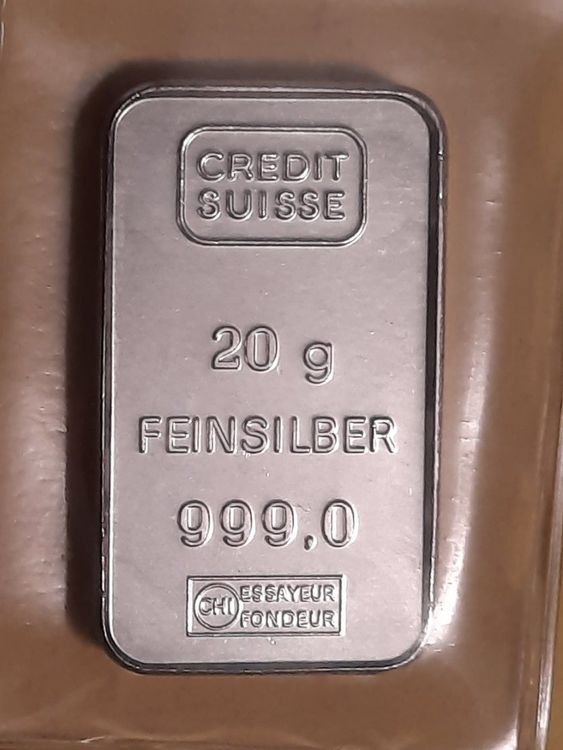 CREDIT
SUISSE
20 g
FEINSILBER
999,0
CHI ESSAYEUR
FONDEUR